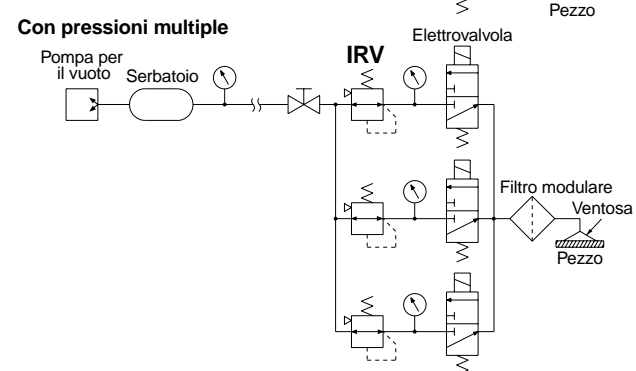 Pezzo
Con pressioni multiple
Elettrovalvola
IRV
Pompa per
il vuoto
Serbatoio
Filtro modulare
Ventosa
Pezzo